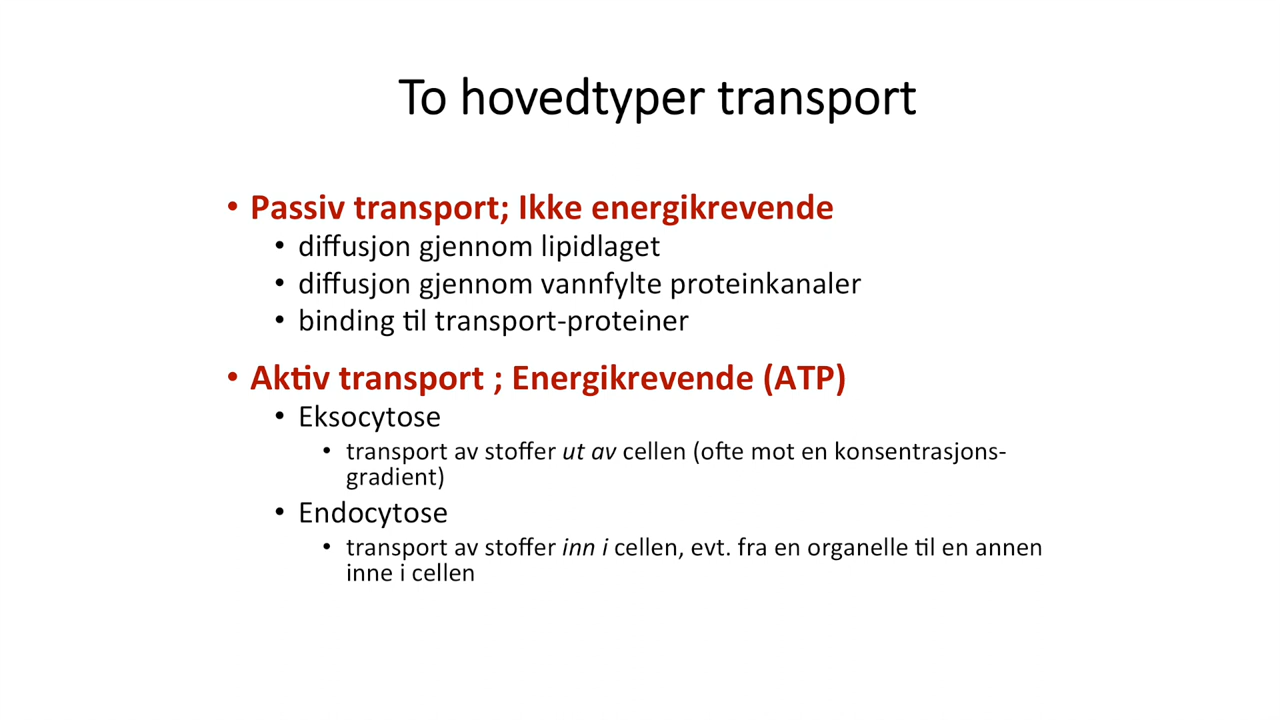 To hovedtyper transport
• Passiv transport; Ikke energikrevende
• diffusjon gjennom lipidlaget
• diffusjon gjennom vannfylte proteinkanaler
• binding til transport-proteiner
• Aktiv transport ; Energikrevende (ATP)
• Eksocytose
• transport av stoffer ut av cellen (ofte mot en konsentrasjons-
gradient)
• Endocytose
• transport av stoffer inn i cellen, evt. fra en organelle til en annen
inne i cellen